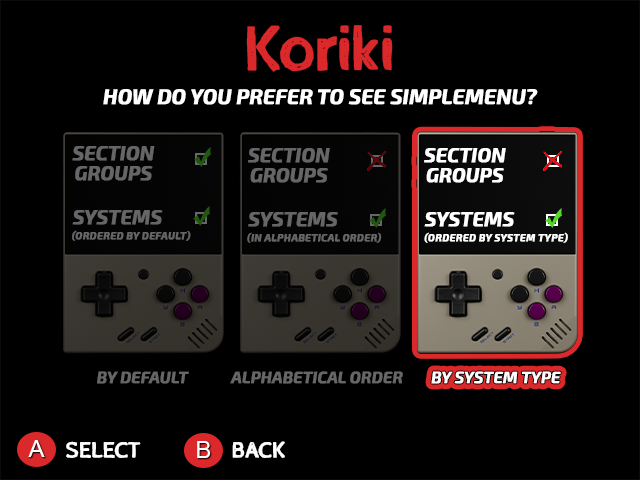 Koriki
HOW DO YOU PREFER TO SEE SIMPLEMENU?
SECTION
GROUPS
SYSTEMS
(ORDERED BY DEFAULT)
BY DEFAULT
SECTION
GROUPS
SYSTEMS
(IN ALPHABETICAL ORDER)
ALPHABETICAL ORDER
SECTION
GROUPS
SYSTEMS
(ORDERED BY SYSTEM TYPE)
BY SYSTEM TYPE
A SELECT
B BACK